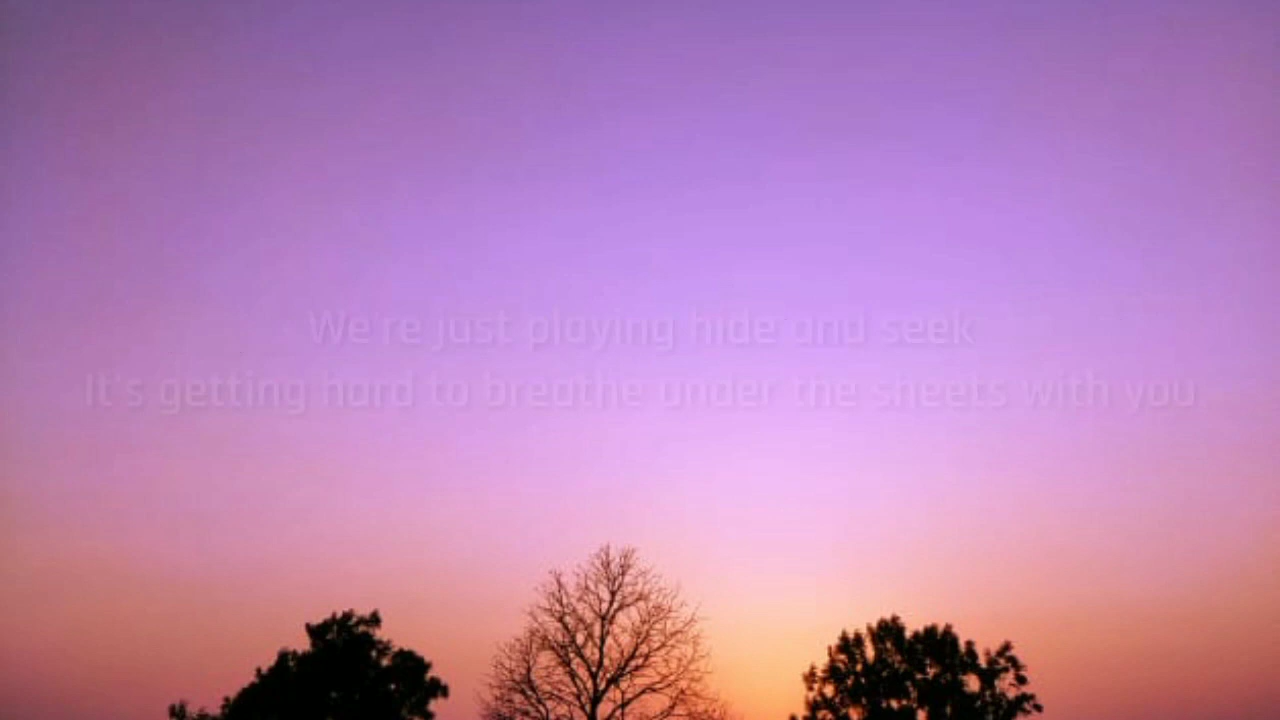 We're just playing hide and seek
It's getting hard to breathe under the sheets with you